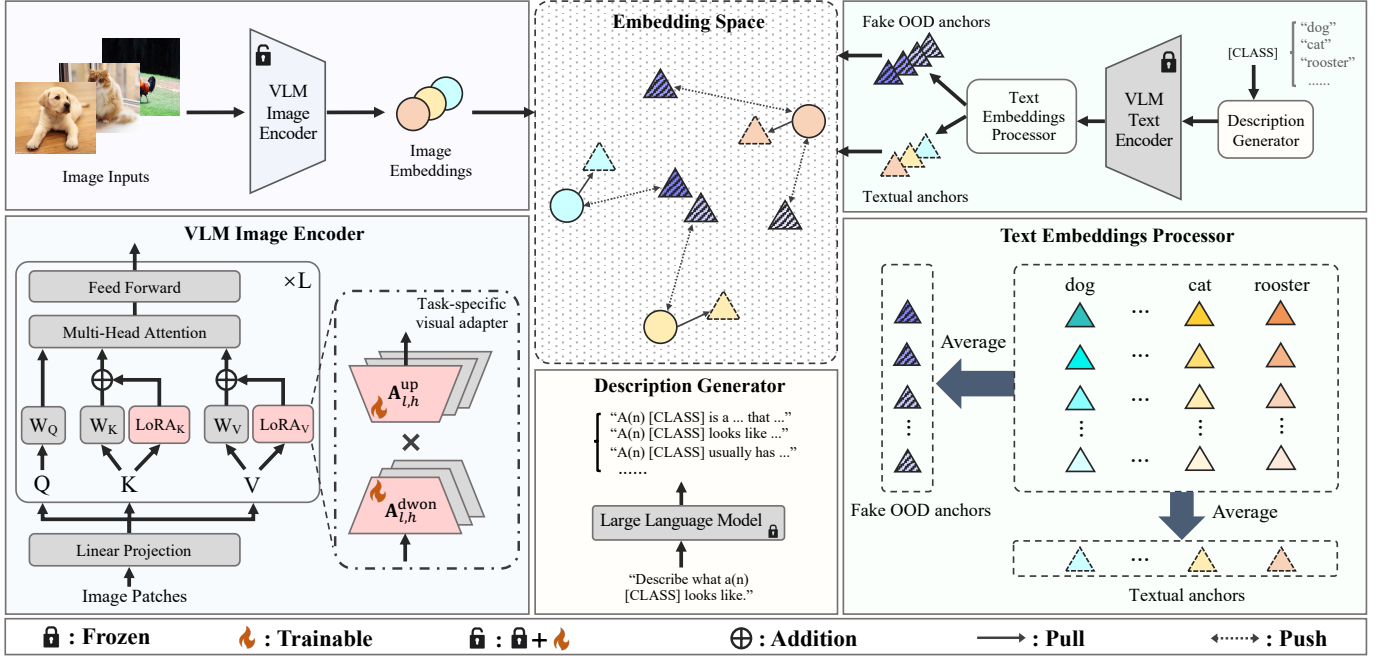 Image Inputs
VLM
Image
Encoder
Image
Embeddings
Embedding Space
Fake OOD anchors
Textual anchors
Text
Embeddings
Processor
VLM
Text
Encoder
[CLASS]
“dog”
“cat”
“rooster”
......
Description
Generator
VLM Image Encoder
×L
Feed Forward
Multi-Head Attention
W_Q
W_K
LoRA_K
W_V
LoRA_V
Q
K
V
Linear Projection
Image Patches
Task-specific
visual adapter
A^{up}_{l,h}
×
A^{dwon}_{l,h}
Description Generator
“A(n) [CLASS] is a ... that ...”
“A(n) [CLASS] looks like ...”
“A(n) [CLASS] usually has ...”
......
Large Language Model
“Describe what a(n)
[CLASS] looks like.”
Text Embeddings Processor
dog
cat
rooster
...
...
...
...
Average
Fake OOD anchors
Average
...
Textual anchors
: Frozen
: Trainable
: +
: Addition
: Pull
: Push